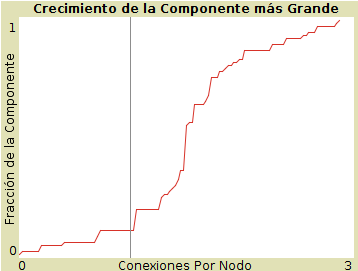 Crecimiento de la Componente más Grande
1
Fracción de la Componente
0
0 Conexiones Por Nodo 3